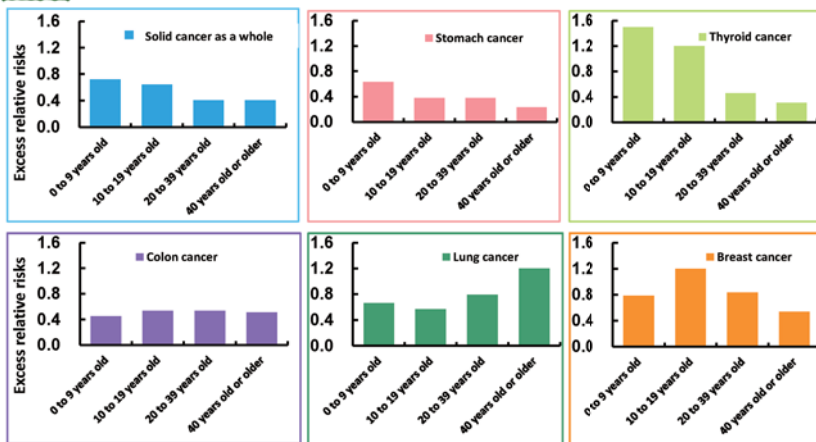 Excess relative risks
1.6
1.2
0.8
0.4
0.0
Solid cancer as a whole
0 to 9 years old
10 to 19 years old
20 to 39 years old
40 years old or older
1.6
1.2
0.8
0.4
0.0
Stomach cancer
0 to 9 years old
10 to 19 years old
20 to 39 years old
40 years old or older
1.6
1.2
0.8
0.4
0.0
Thyroid cancer
0 to 9 years old
10 to 19 years old
20 to 39 years old
40 years old or older
Excess relative risks
1.6
1.2
0.8
0.4
0.0
Colon cancer
0 to 9 years old
10 to 19 years old
20 to 39 years old
40 years old or older
1.6
1.2
0.8
0.4
0.0
Lung cancer
0 to 9 years old
10 to 19 years old
20 to 39 years old
40 years old or older
1.6
1.2
0.8
0.4
0.0
Breast cancer
0 to 9 years old
10 to 19 years old
20 to 39 years old
40 years old or older